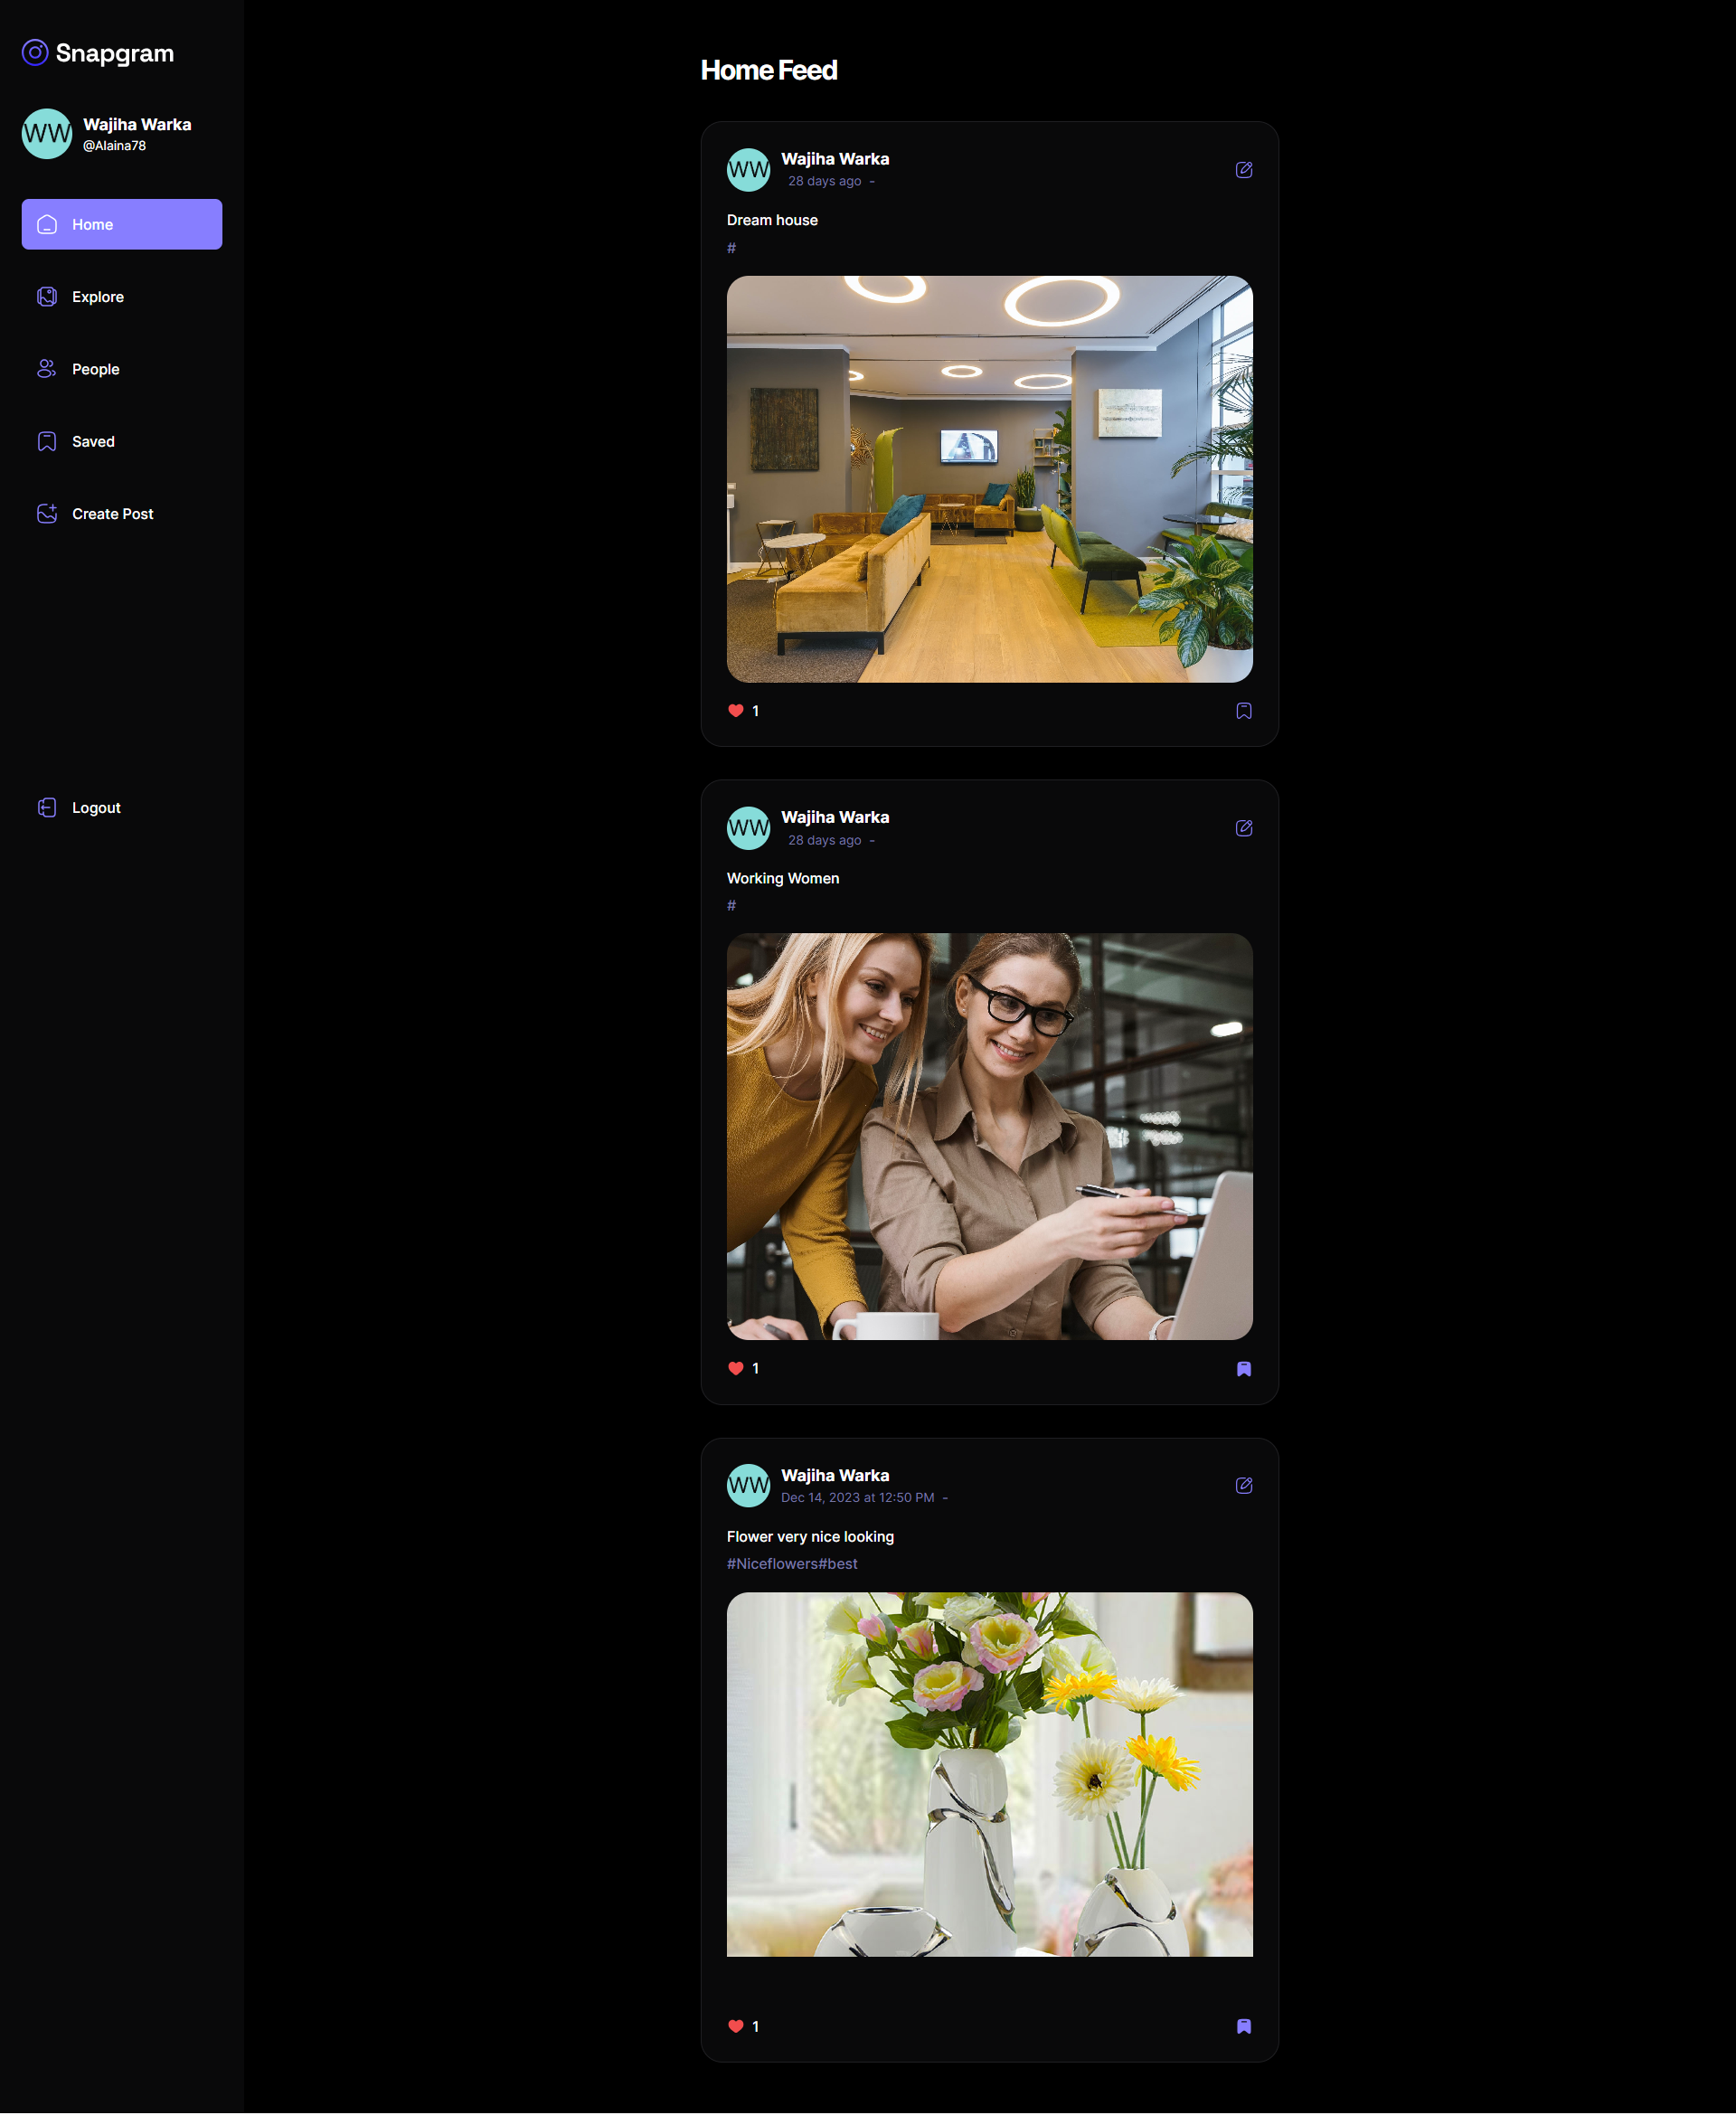 Snapgram
WW
Wajiha Warka
@Alaina78
Home
Explore
People
Saved
Create Post
Logout
Home Feed
WW
Wajiha Warka
28 days ago -
Dream house
#
1
WW
Wajiha Warka
28 days ago -
Working Women
#
1
WW
Wajiha Warka
Dec 14, 2023 at 12:50 PM -
Flower very nice looking
#Niceflowers#best
1